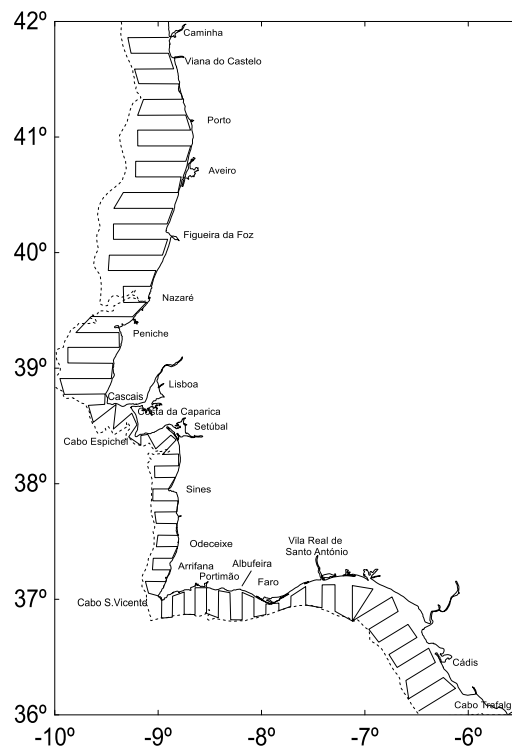 42º
Caminha
Viana do Castelo
Porto
41º
Aveiro
Figueira da Foz
40º
Nazaré
Peniche
39º
Lisboa
Cascais
Costa da Caparica
Setúbal
Cabo Espichel
38º
Sines
Odeceixe
Vila Real de
Santo António
Arrifana
Albufeira
Portimão
Faro
37º
Cabo S.Vicente
Cádis
Cabo Trafalg
36º
-10º -9º -8º -7º -6º